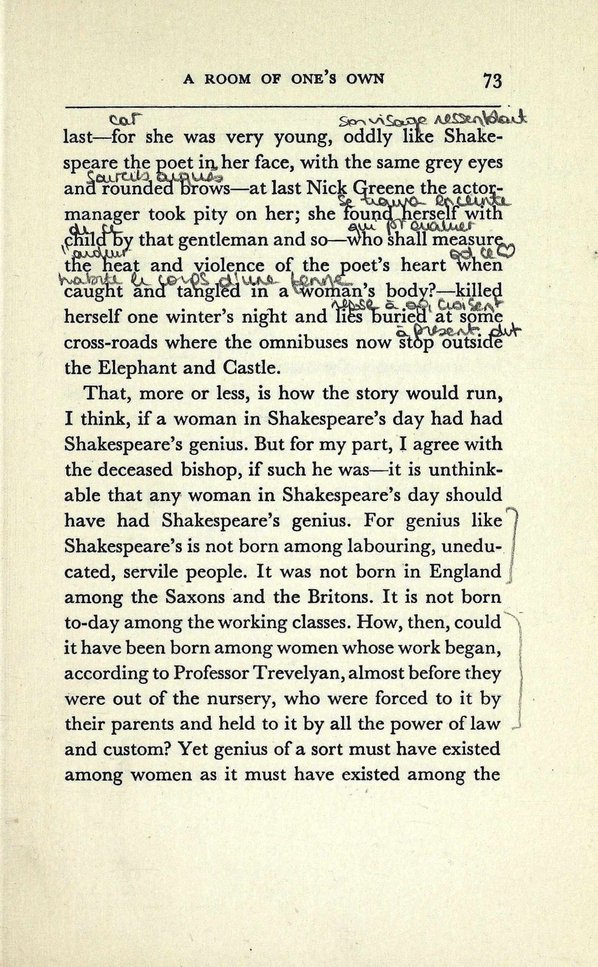 A ROOM OF ONE'S OWN 73
car son visage ressemblant
last—for she was very young, oddly like Shake-
speare the poet in her face, with the same grey eyes
sourcils arqués
and rounded brows—at last Nick Greene the actor-
se trouva enceinte
manager took pity on her; she found herself with
de ce qui
child by that gentleman and so—who shall measure
the heat and violence of the poet's heart when
habite le corps d'une femme
caught and tangled in a woman's body?—killed
repose à
herself one winter's night and lies buried at some
à present
cross-roads where the omnibuses now stop outside
the Elephant and Castle.
That, more or less, is how the story would run,
I think, if a woman in Shakespeare's day had had
Shakespeare's genius. But for my part, I agree with
the deceased bishop, if such he was—it is unthink-
able that any woman in Shakespeare's day should
have had Shakespeare's genius. For genius like
Shakespeare's is not born among labouring, unedu-
cated, servile people. It was not born in England
among the Saxons and the Britons. It is not born
to-day among the working classes. How, then, could
it have been born among women whose work began,
according to Professor Trevelyan, almost before they
were out of the nursery, who were forced to it by
their parents and held to it by all the power of law
and custom? Yet genius of a sort must have existed
among women as it must have existed among the